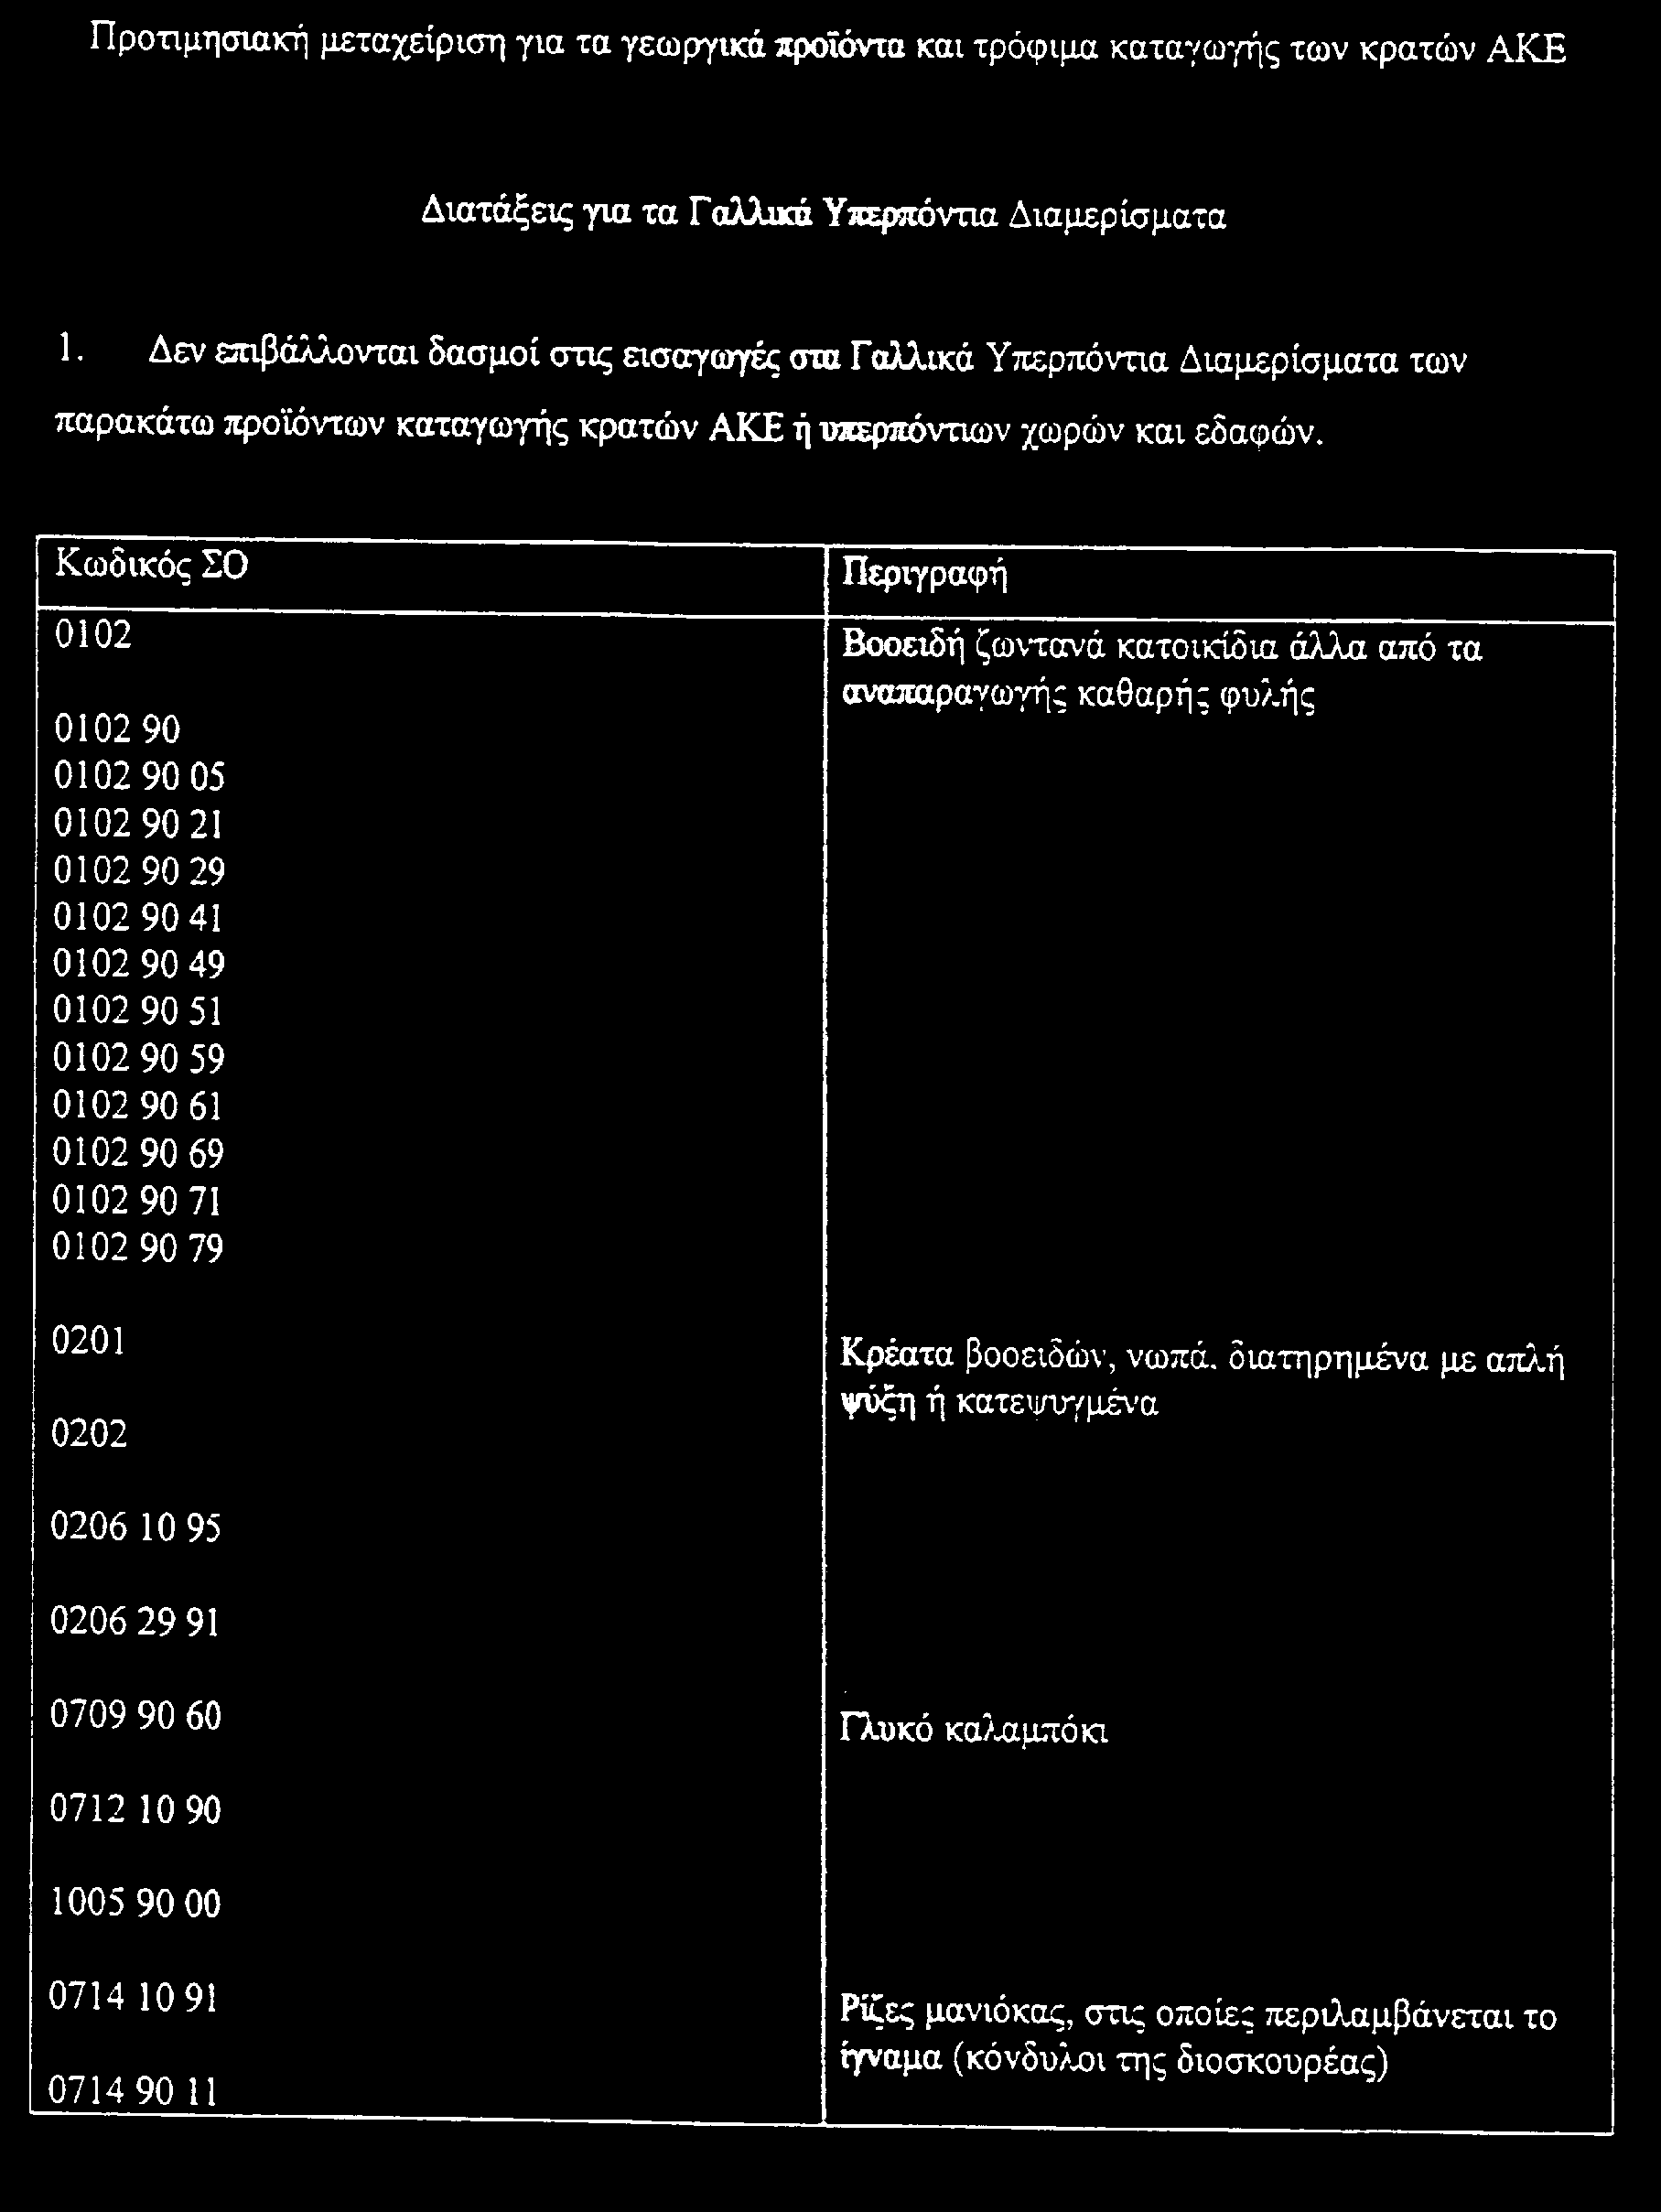 Προτιμησιακή μεταχείριση για τα γεωργικά προϊόντα και τρόφιμα καταγωγής των κρατών ΑΚΕ
Διατάξεις για τα Γαλλικά Υπερπόντια Διαμερίσματα
1. Δεν επιβάλλονται δασμοί στις εισαγωγές στα Γαλλικά Υπερπόντια Διαμερίσματα των
παρακάτω προϊόντων καταγωγής κρατών ΑΚΕ ή υπερπόντιων χωρών και εδαφών.
Κωδικός ΣΟ Περιγραφή
0102 Βοοειδή ζωντανά κατοικίδια άλλα από τα
αναπαραγωγής καθαρής φυλής
0102 90
0102 90 05
0102 90 21
0102 90 29
0102 90 41
0102 90 49
0102 90 51
0102 90 59
0102 90 61
0102 90 69
0102 90 71
0102 90 79
0201 Κρέατα βοοειδών, νωπά. διατηρημένα με απλή
ψύξη ή κατεψυγμένα
0202
0206 10 95
0206 29 91
0709 90 60 Γλυκό καλαμπόκι
0712 10 90
1005 90 00
0714 10 91 Ρίζες μανιόκας, στις οποίες περιλαμβάνεται το
ίγναμα (κόνδυλοι της διοσκουρέας)
0714 90 11